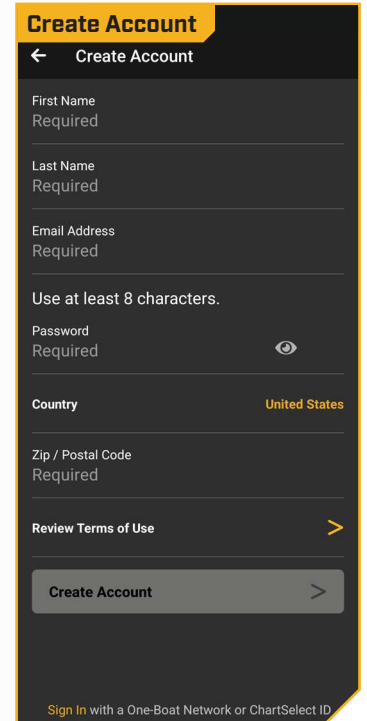 Create Account
Create Account
First Name
Required
Last Name
Required
Email Address
Required
Use at least 8 characters.
Password
Required
Country United States
Zip / Postal Code
Required
Review Terms of Use >
Create Account >
Sign In with a One-Boat Network or ChartSelect ID